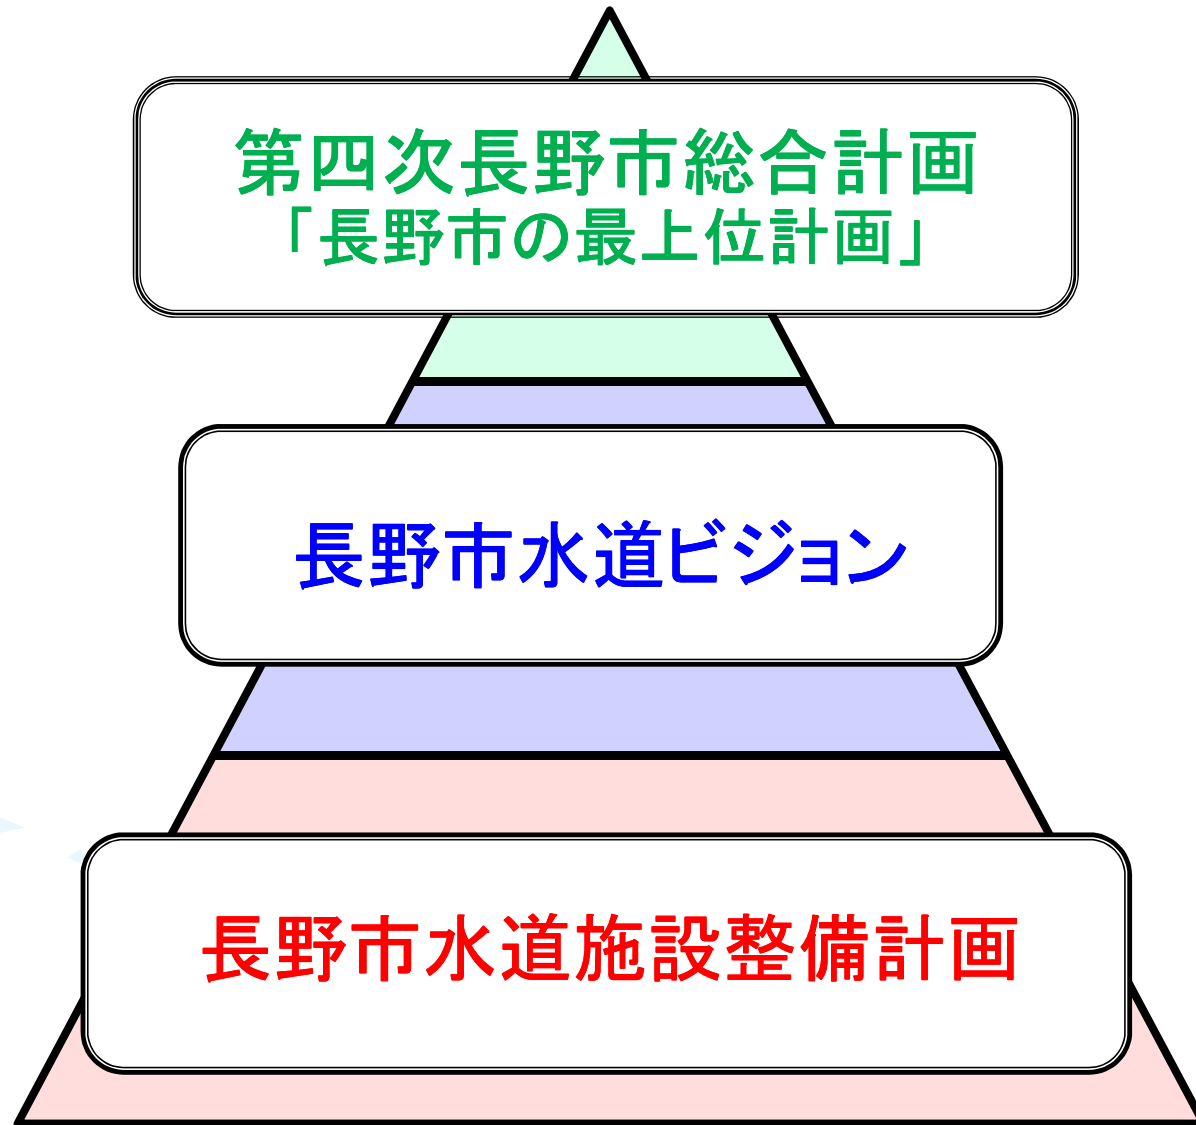 第四次長野市総合計画
「長野市の最上位計画」
長野市水道ビジョン
長野市水道施設整備計画